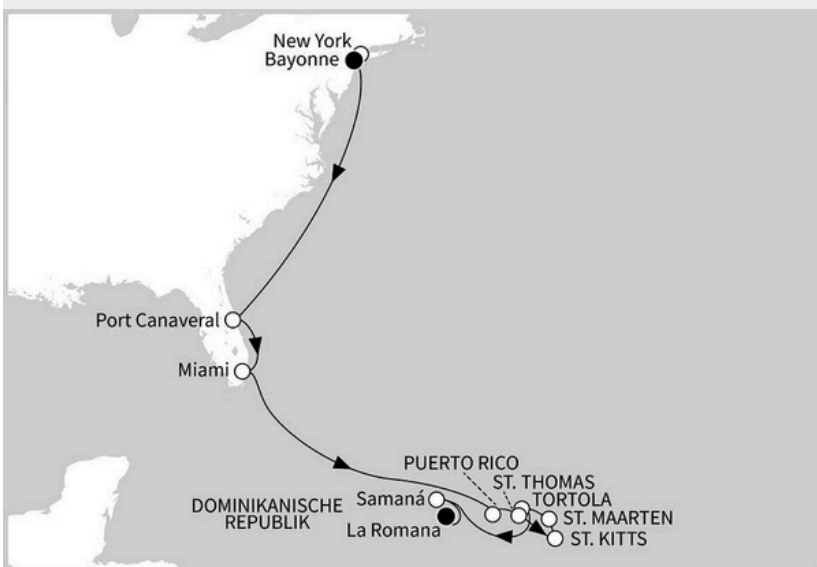 New York
Bayonne
Port Canaveral
Miami
PUERTO RICO
ST. THOMAS
TORTOLA
Samaná
DOMINIKANISCHE
REPUBLIK
ST. MAARTEN
La Romana
ST. KITTS